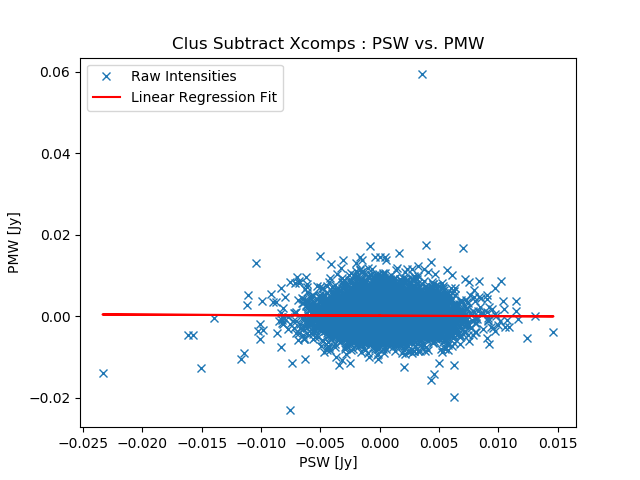 Clus Subtract Xcomps : PSW vs. PMW
Raw Intensities
Linear Regression Fit
0.06
0.04
0.02
0.00
−0.02
PMW [Jy]
−0.025
−0.020
−0.015
−0.010
−0.005
0.000
0.005
0.010
0.015
PSW [Jy]